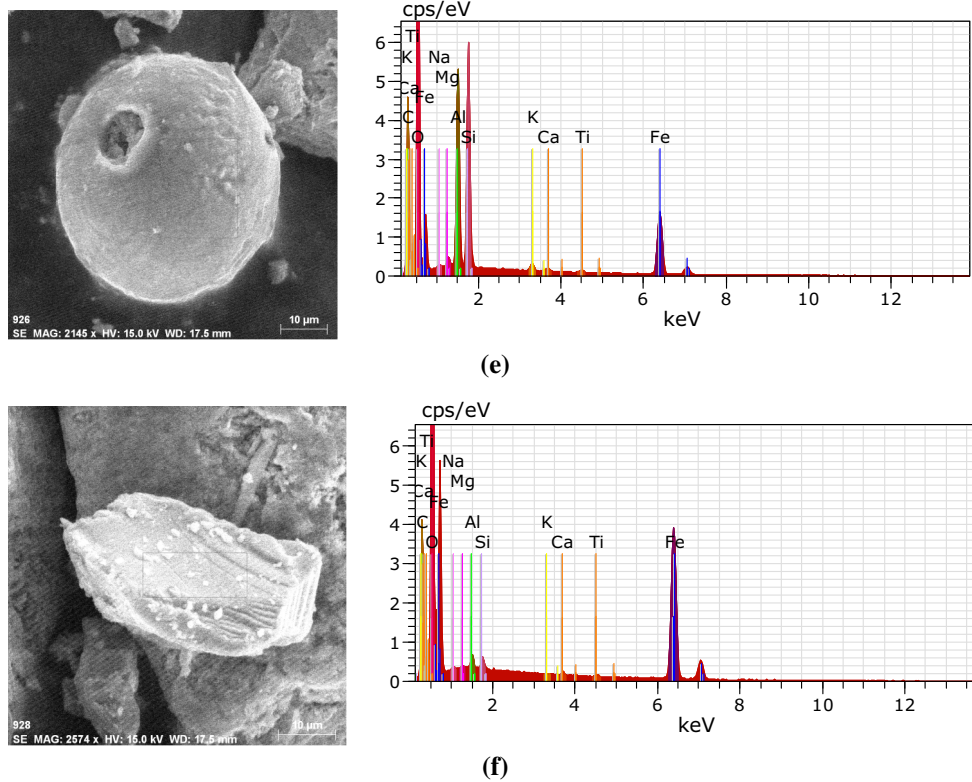 926
SE MAG: 2145 x HV: 15.0 kV WD: 17.5 mm
10 µm
cps/eV
6
5
4
3
2
1
0
Ti
K
Ca
C
O
Fe
Na
Mg
Al
Si
K
Ca
Ti
Fe
2 4 6 8 10 12
keV
(e)
928
SE MAG: 2574 x HV: 15.0 kV WD: 17.5 mm
10 µm
cps/eV
6
5
4
3
2
1
0
Ti
K
Ca
C
O
Fe
Na
Mg
Al
Si
K
Ca
Ti
Fe
2 4 6 8 10 12
keV
(f)